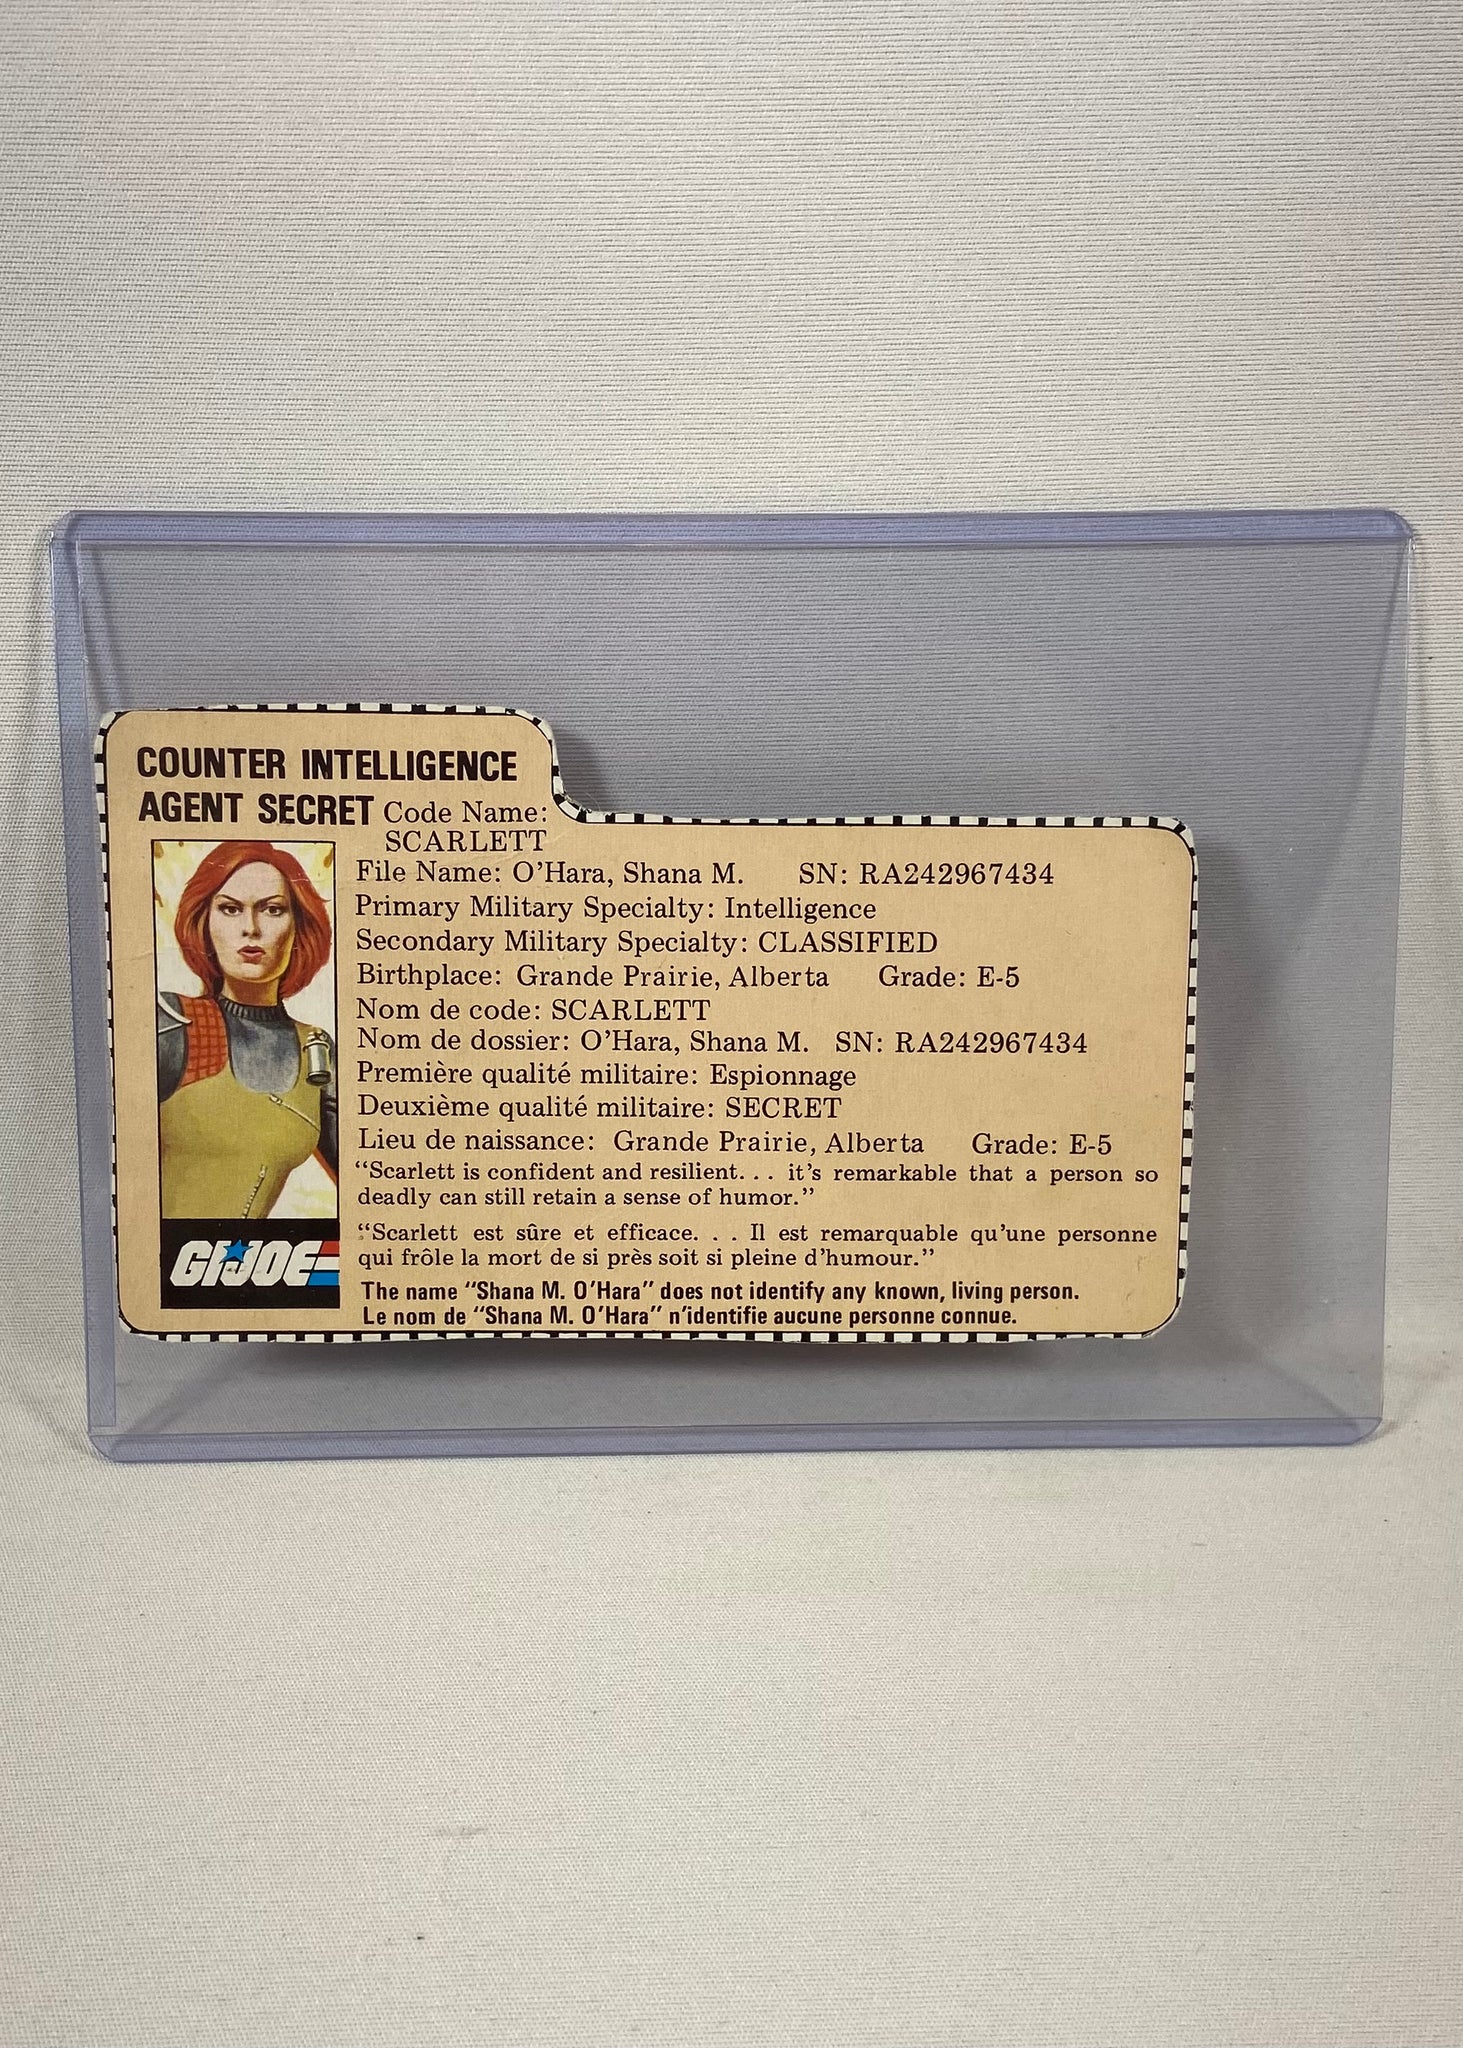 COUNTER INTELLIGENCE
AGENT SECRET Code Name:
SCARLETT
File Name: O'Hara, Shana M. SN: RA242967434
Primary Military Specialty: Intelligence
Secondary Military Specialty: CLASSIFIED
Birthplace: Grande Prairie, Alberta Grade: E-5
Nom de code: SCARLETT
Nom de dossier: O'Hara, Shana M. SN: RA242967434
Première qualité militaire: Espionnage
Deuxième qualité militaire: SECRET
Lieu de naissance: Grande Prairie, Alberta Grade: E-5
"Scarlett is confident and resilient. . . it's remarkable that a person so
deadly can still retain a sense of humor."
"Scarlett est sûre et efficace. . . Il est remarquable qu'une personne
qui frôle la mort de si près soit si pleine d'humour."
GI JOE
The name "Shana M. O'Hara" does not identify any known, living person.
Le nom de "Shana M. O'Hara" n'identifie aucune personne connue.